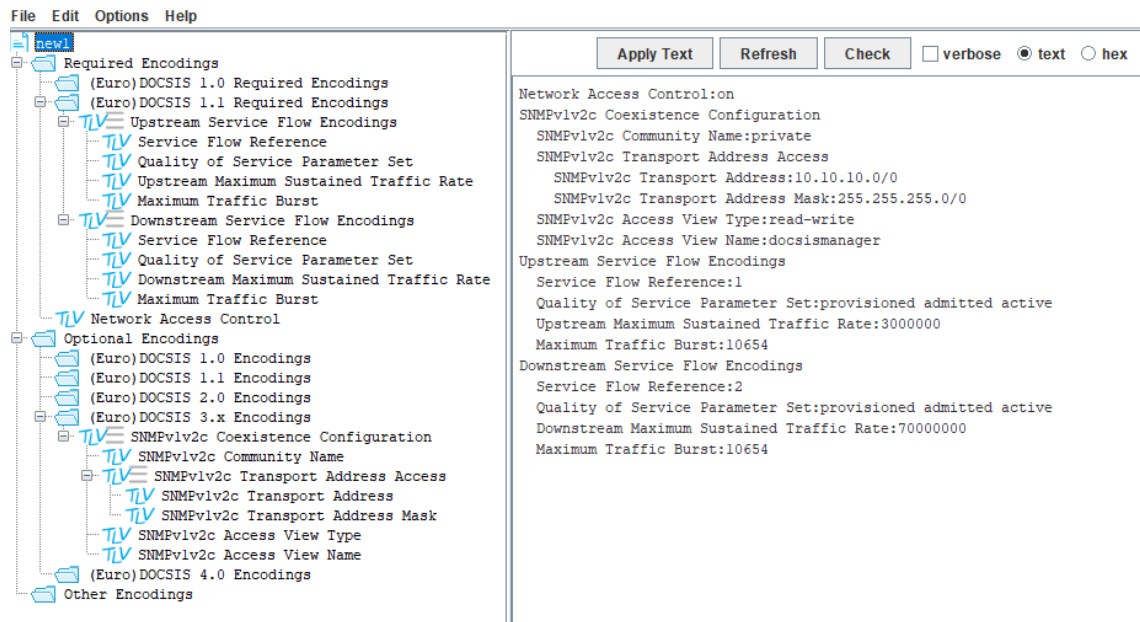 File Edit Options Help
new1
Required Encodings
(Euro)DOCSIS 1.0 Required Encodings
(Euro)DOCSIS 1.1 Required Encodings
TLV Upstream Service Flow Encodings
TLV Service Flow Reference
TLV Quality of Service Parameter Set
TLV Upstream Maximum Sustained Traffic Rate
TLV Maximum Traffic Burst
TLV Downstream Service Flow Encodings
TLV Service Flow Reference
TLV Quality of Service Parameter Set
TLV Downstream Maximum Sustained Traffic Rate
TLV Maximum Traffic Burst
TLV Network Access Control
Optional Encodings
(Euro)DOCSIS 1.0 Encodings
(Euro)DOCSIS 1.1 Encodings
(Euro)DOCSIS 2.0 Encodings
(Euro)DOCSIS 3.x Encodings
TLV SNMPv1v2c Coexistence Configuration
TLV SNMPv1v2c Community Name
TLV SNMPv1v2c Transport Address Access
TLV SNMPv1v2c Transport Address
TLV SNMPv1v2c Transport Address Mask
TLV SNMPv1v2c Access View Type
TLV SNMPv1v2c Access View Name
(Euro)DOCSIS 4.0 Encodings
Other Encodings
Apply Text Refresh Check verbose text hex
Network Access Control:on
SNMPv1v2c Coexistence Configuration
SNMPv1v2c Community Name:private
SNMPv1v2c Transport Address Access
SNMPv1v2c Transport Address:10.10.10.0/0
SNMPv1v2c Transport Address Mask:255.255.255.0/0
SNMPv1v2c Access View Type:read-write
SNMPv1v2c Access View Name:docsismanager
Upstream Service Flow Encodings
Service Flow Reference:1
Quality of Service Parameter Set:provisioned admitted active
Upstream Maximum Sustained Traffic Rate:3000000
Maximum Traffic Burst:10654
Downstream Service Flow Encodings
Service Flow Reference:2
Quality of Service Parameter Set:provisioned admitted active
Downstream Maximum Sustained Traffic Rate:70000000
Maximum Traffic Burst:10654